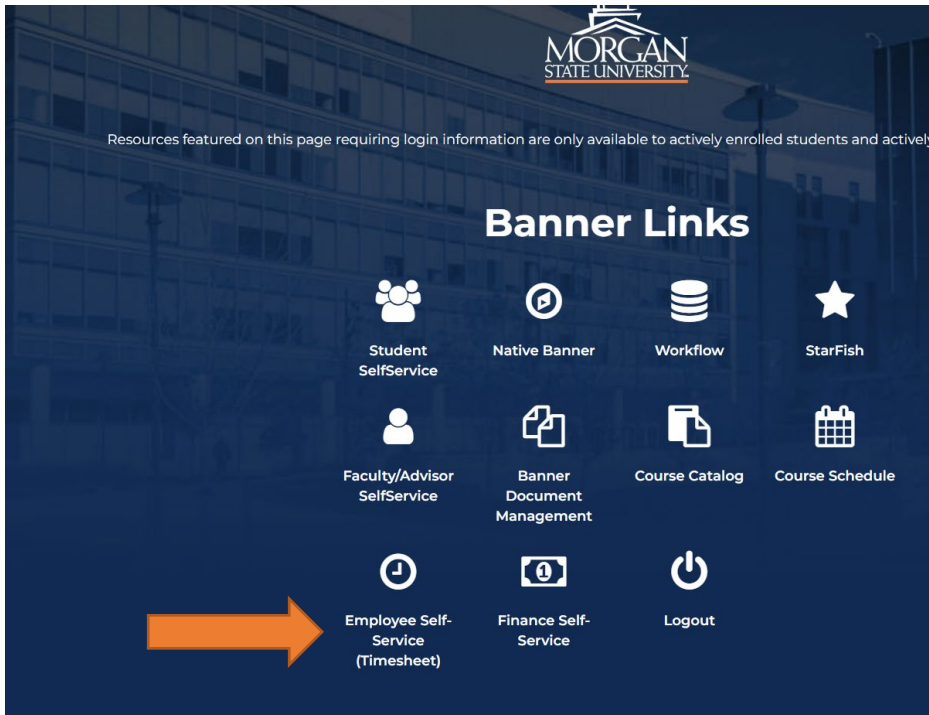 MORGAN
STATE UNIVERSITY
Resources featured on this page requiring login information are only available to actively enrolled students and actively
Banner Links
Student
SelfService
Native Banner
Workflow
StarFish
Faculty/Advisor
SelfService
Banner
Document
Management
Course Catalog
Course Schedule
1
Employee Self-
Service
(Timesheet)
Finance Self-
Service
Logout